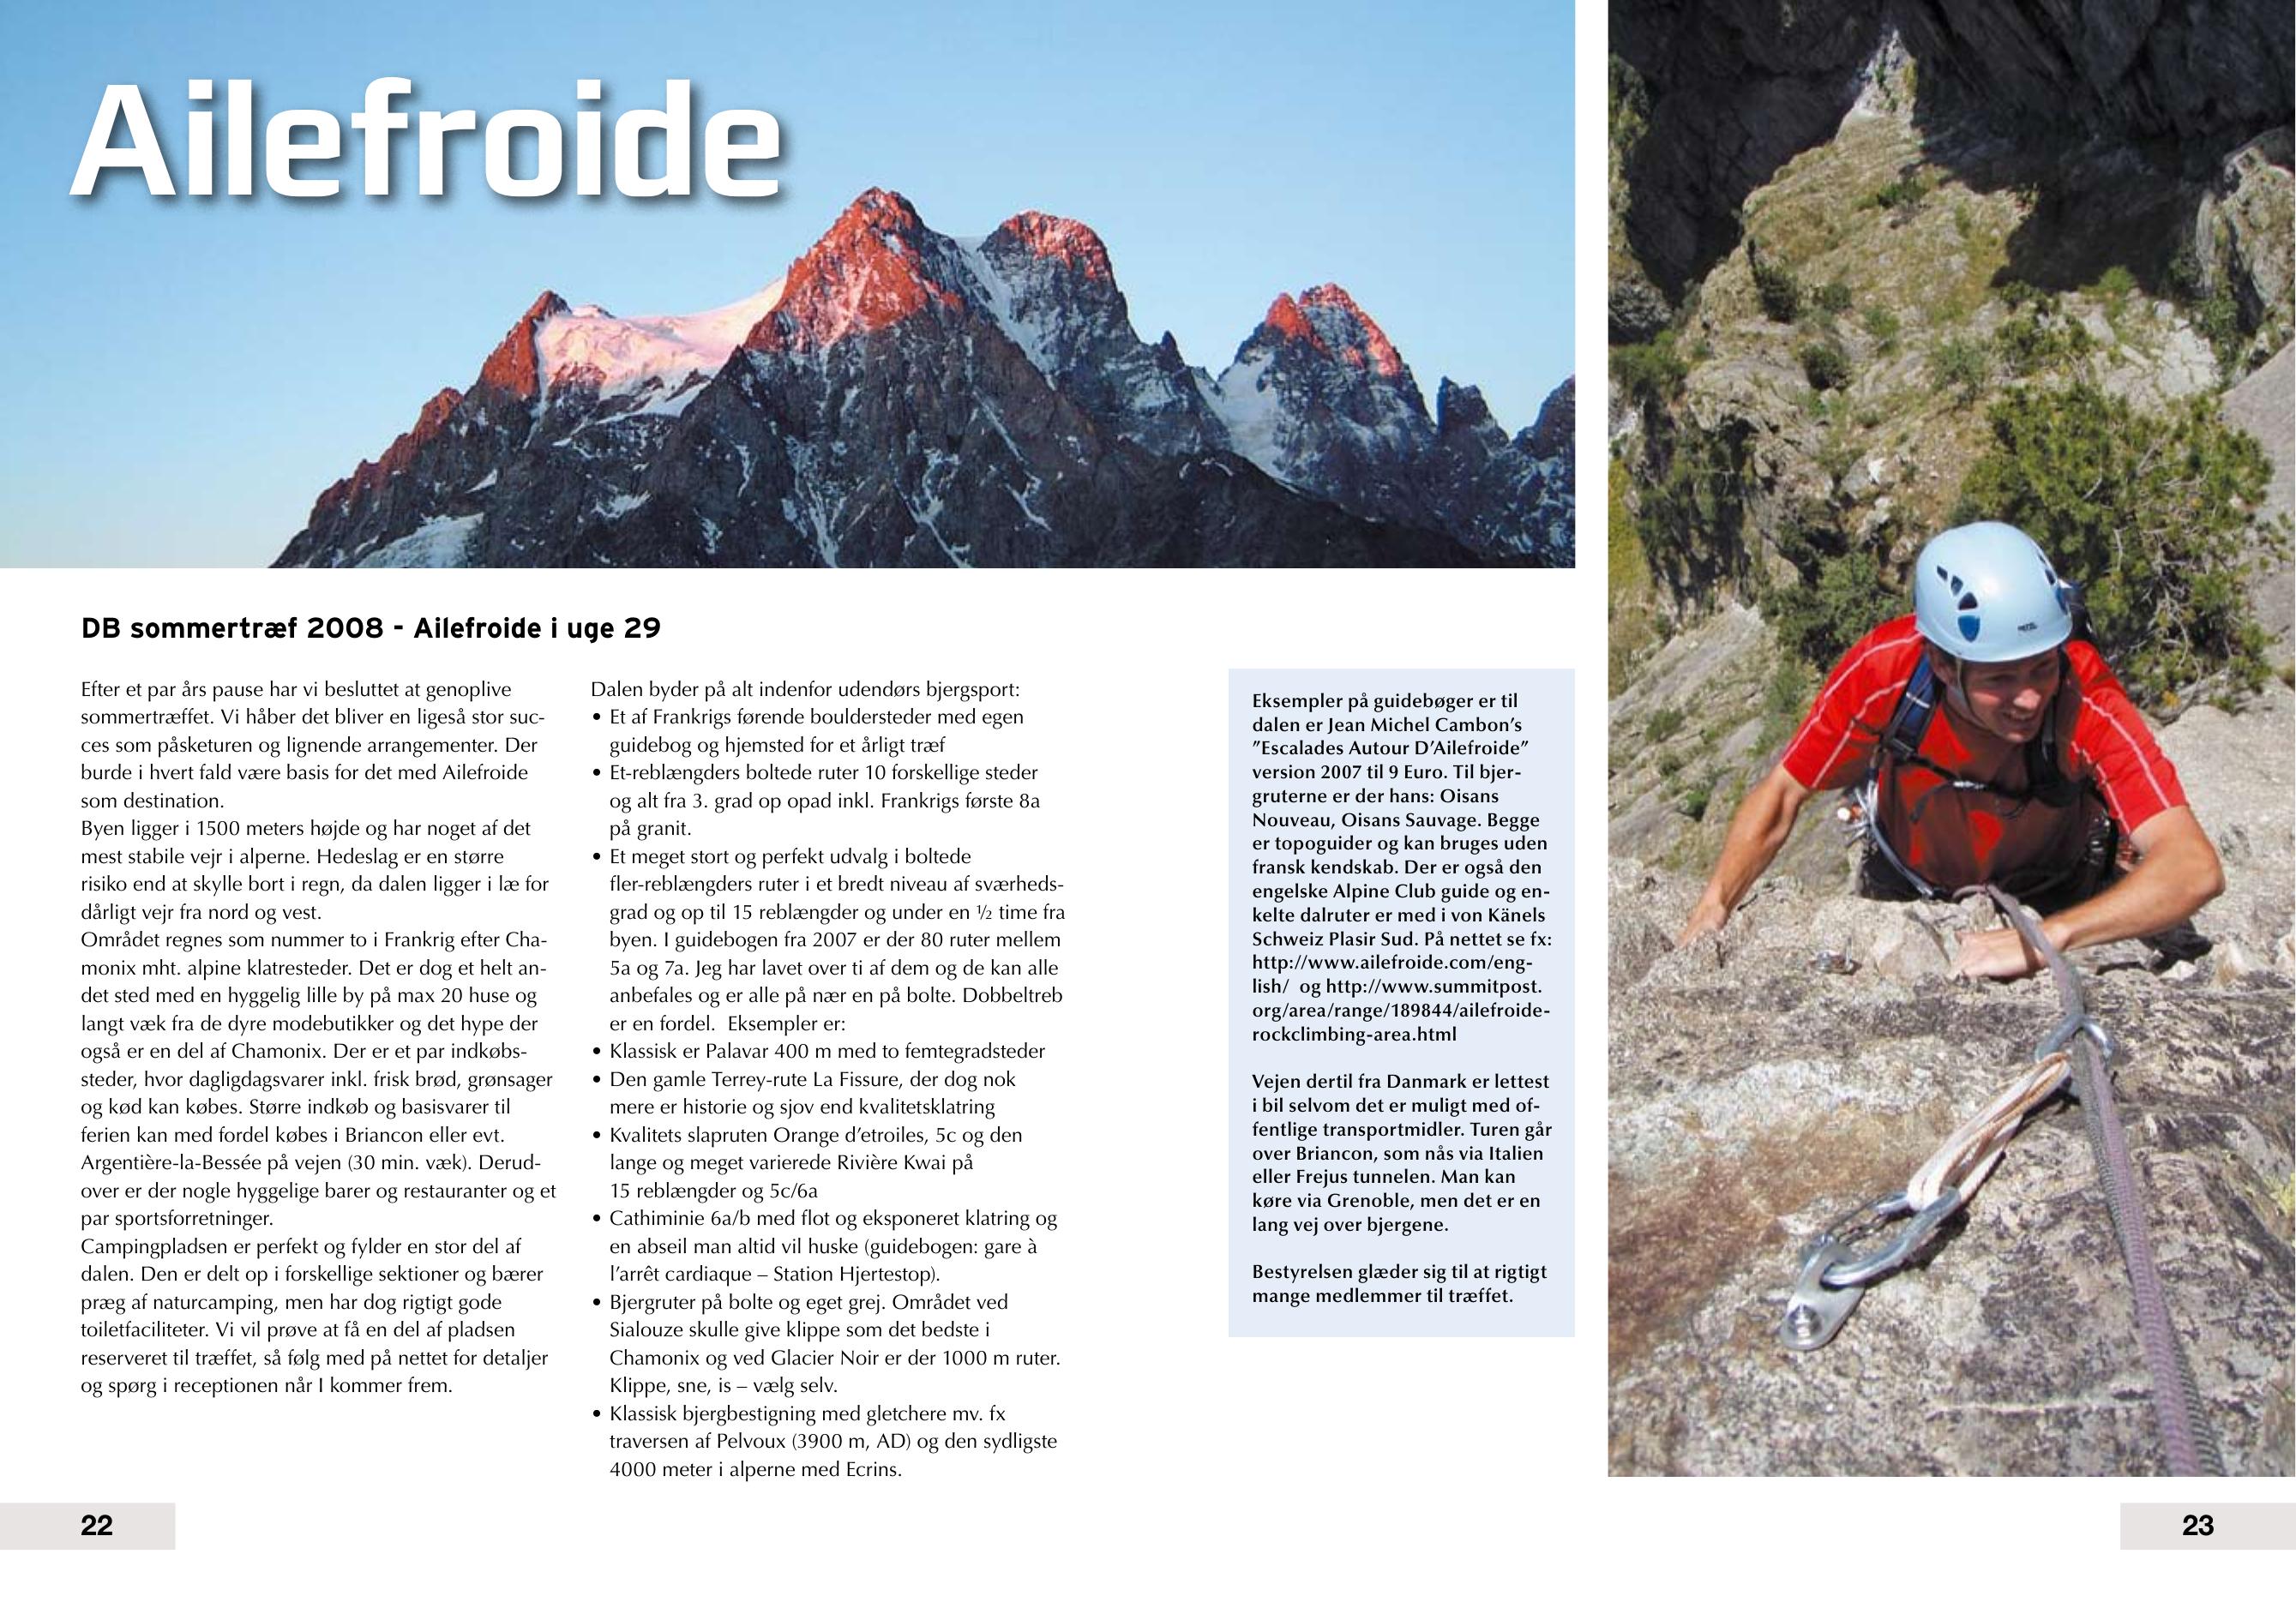 Ailefroide
DB sommertræf 2008 - Ailefroide i uge 29
Efter et par års pause har vi besluttet at genoplive
sommertræffet. Vi håber det bliver en ligeså stor suc-
ces som påsketuren og lignende arrangementer. Der
burde i hvert fald være basis for det med Ailefroide
som destination.
Byen ligger i 1500 meters højde og har noget af det
mest stabile vejr i alperne. Hedeslag er en større
risiko end at skylle bort i regn, da dalen ligger i læ for
dårligt vejr fra nord og vest.
Området regnes som nummer to i Frankrig efter Cha-
monix mht. alpine klatresteder. Det er dog et helt an-
det sted med en hyggelig lille by på max 20 huse og
langt væk fra de dyre modebutikker og det hype der
også er en del af Chamonix. Der er et par indkøbs-
steder, hvor dagligdagsvarer inkl. frisk brød, grønsager
og kød kan købes. Større indkøb og basisvarer til
ferien kan med fordel købes i Briancon eller evt.
Argentière-la-Bessée på vejen (30 min. væk). Derud-
over er der nogle hyggelige barer og restauranter og et
par sportsforretninger.
Campingpladsen er perfekt og fylder en stor del af
dalen. Den er delt op i forskellige sektioner og bærer
præg af naturcamping, men har dog rigtigt gode
toiletfaciliteter. Vi vil prøve at få en del af pladsen
reserveret til træffet, så følg med på nettet for detaljer
og spørg i receptionen når I kommer frem.
Dalen byder på alt indenfor udendørs bjergsport:
• Et af Frankrigs førende bouldersteder med egen
guidebog og hjemsted for et årligt træf
• Et-reblængders boltede ruter 10 forskellige steder
og alt fra 3. grad op opad inkl. Frankrigs første 8a
på granit.
• Et meget stort og perfekt udvalg i boltede
fler-reblængders ruter i et bredt niveau af sværheds-
grad og op til 15 reblængder og under en ½ time fra
byen. I guidebogen fra 2007 er der 80 ruter mellem
5a og 7a. Jeg har lavet over ti af dem og de kan alle
anbefales og er alle på nær en på bolte. Dobbeltreb
er en fordel.  Eksempler er:
• Klassisk er Palavar 400 m med to femtegradsteder
• Den gamle Terrey-rute La Fissure, der dog nok
mere er historie og sjov end kvalitetsklatring
• Kvalitets slapruten Orange d’etroiles, 5c og den
lange og meget varierede Rivière Kwai på
15 reblængder og 5c/6a
• Cathiminie 6a/b med flot og eksponeret klatring og
en abseil man altid vil huske (guidebogen: gare à
l’arrêt cardiaque – Station Hjertestop).
• Bjergruter på bolte og eget grej. Området ved
Sialouze skulle give klippe som det bedste i
Chamonix og ved Glacier Noir er der 1000 m ruter.
Klippe, sne, is – vælg selv.
• Klassisk bjergbestigning med gletchere mv. fx
traversen af Pelvoux (3900 m, AD) og den sydligste
4000 meter i alperne med Ecrins.
Eksempler på guidebøger er til
dalen er Jean Michel Cambon’s
”Escalades Autour D’Ailefroide”
version 2007 til 9 Euro. Til bjer-
gruterne er der hans: Oisans
Nouveau, Oisans Sauvage. Begge
er topoguider og kan bruges uden
fransk kendskab. Der er også den
engelske Alpine Club guide og en-
kelte dalruter er med i von Känels
Schweiz Plasir Sud. På nettet se fx:
http://www.ailefroide.com/eng-
lish/  og http://www.summitpost.
org/area/range/189844/ailefroide-
rockclimbing-area.html
Vejen dertil fra Danmark er lettest
i bil selvom det er muligt med of-
fentlige transportmidler. Turen går
over Briancon, som nås via Italien
eller Frejus tunnelen. Man kan
køre via Grenoble, men det er en
lang vej over bjergene.
Bestyrelsen glæder sig til at rigtigt
mange medlemmer til træffet.
22
23